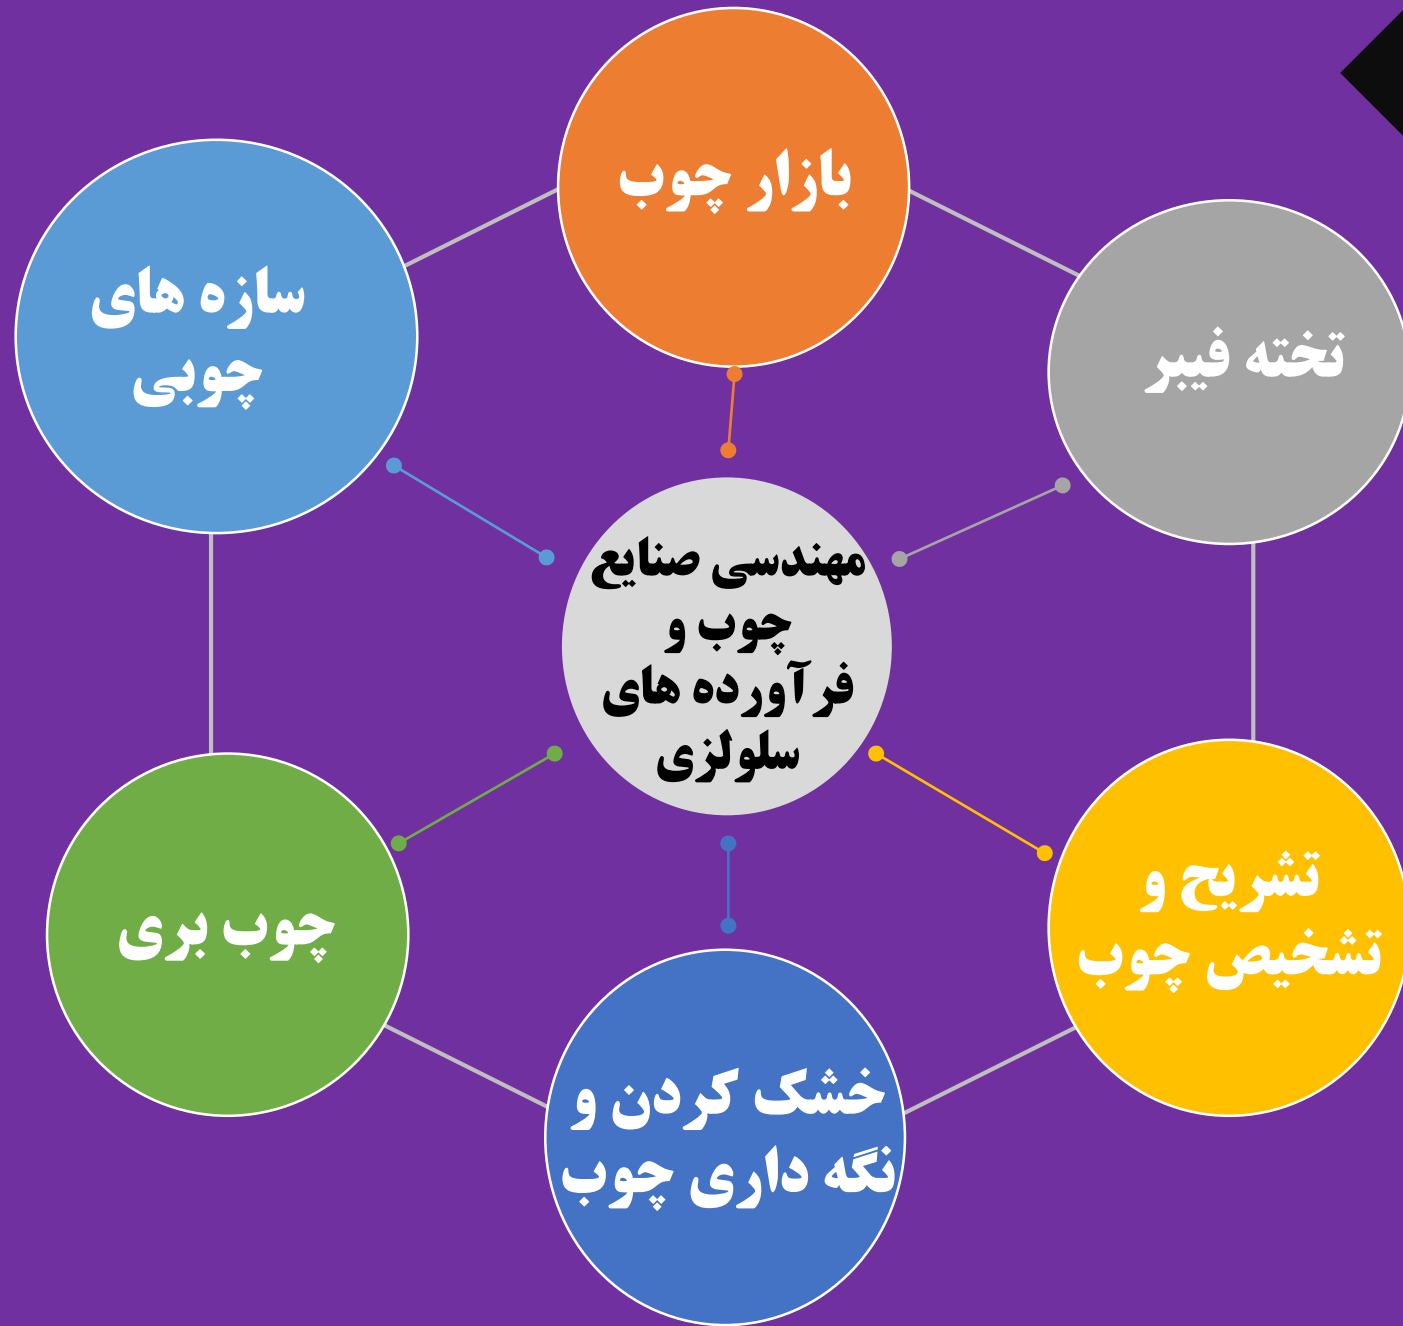 بازار چوب
تخته فیبر
تشریح و
تشخیص چوب
خشک کردن و
نگه داری چوب
چوب بری
سازه های
چوبی
مهندسی صنایع
چوب و
فرآورده های
سلولزی